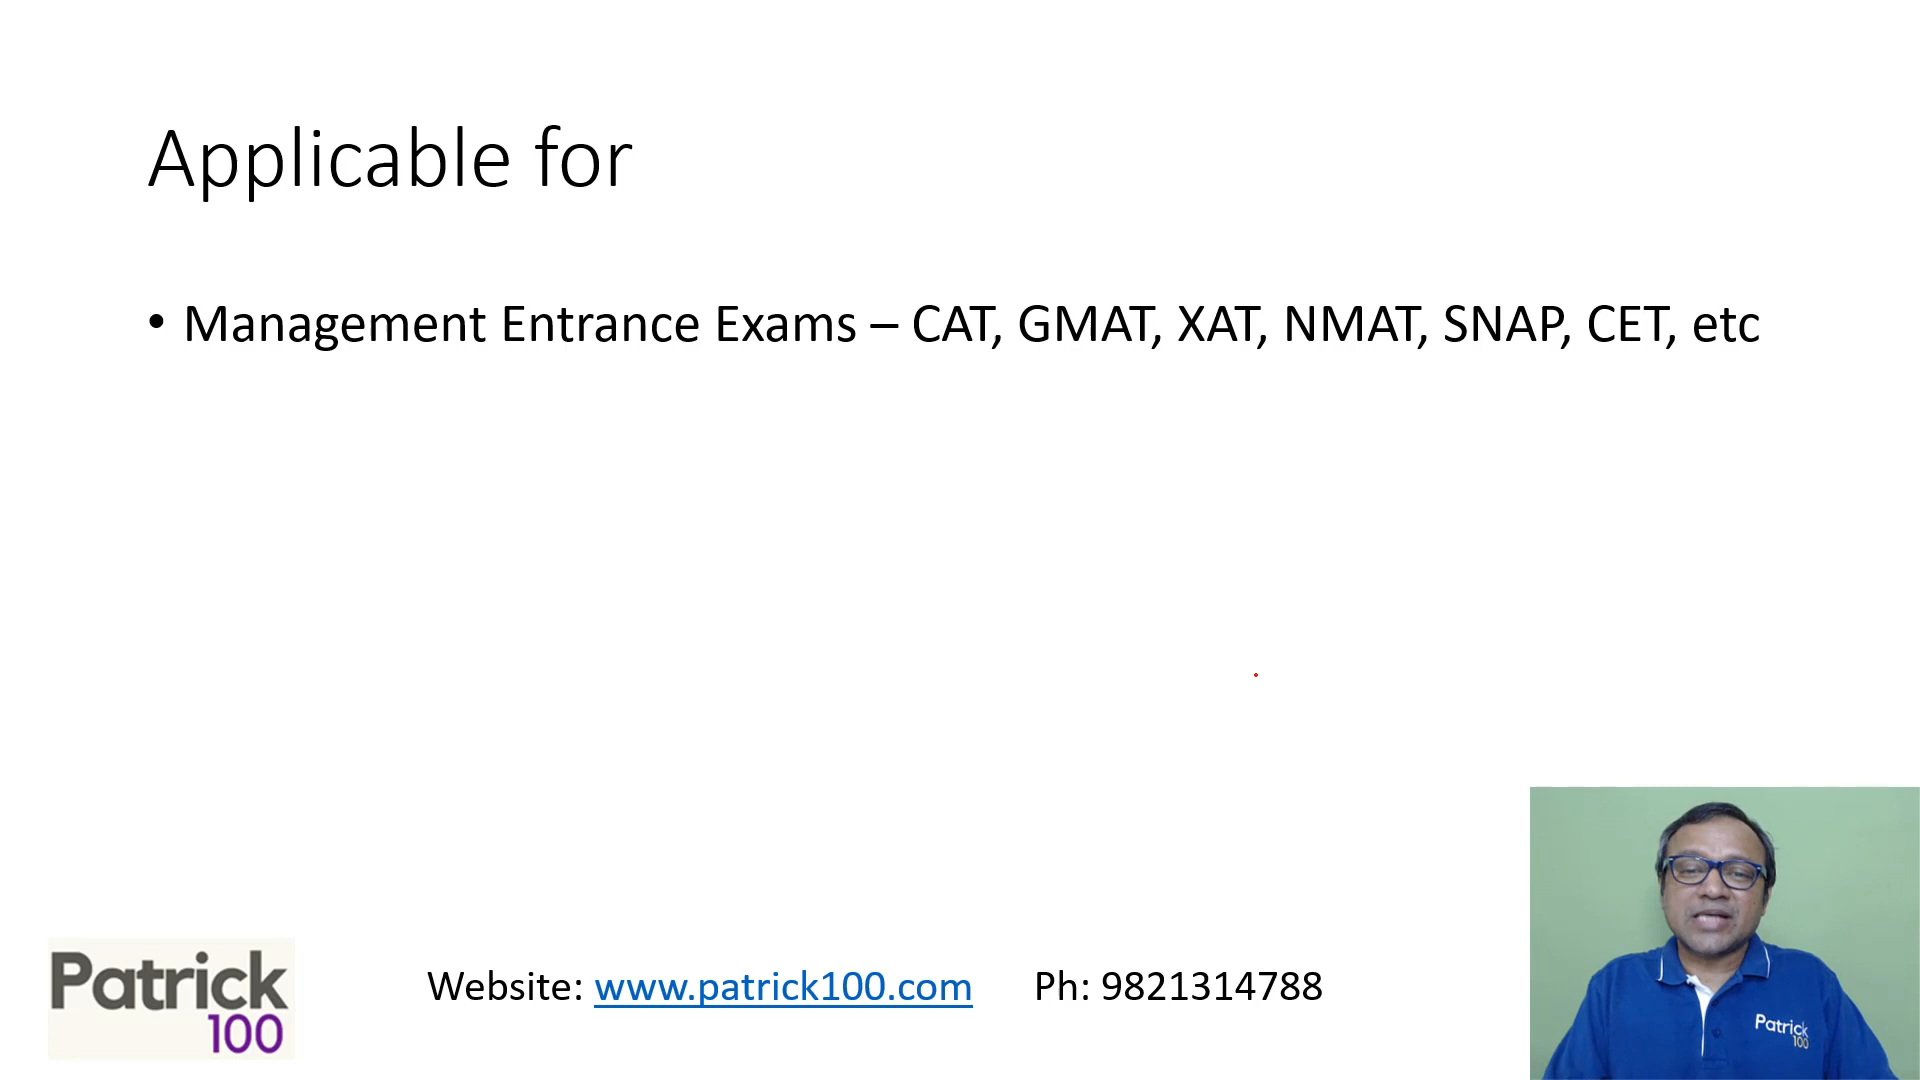 Applicable for
• Management Entrance Exams – CAT, GMAT, XAT, NMAT, SNAP, CET, etc
Patrick
100
Website: www.patrick100.com Ph: 9821314788
Patrick
100